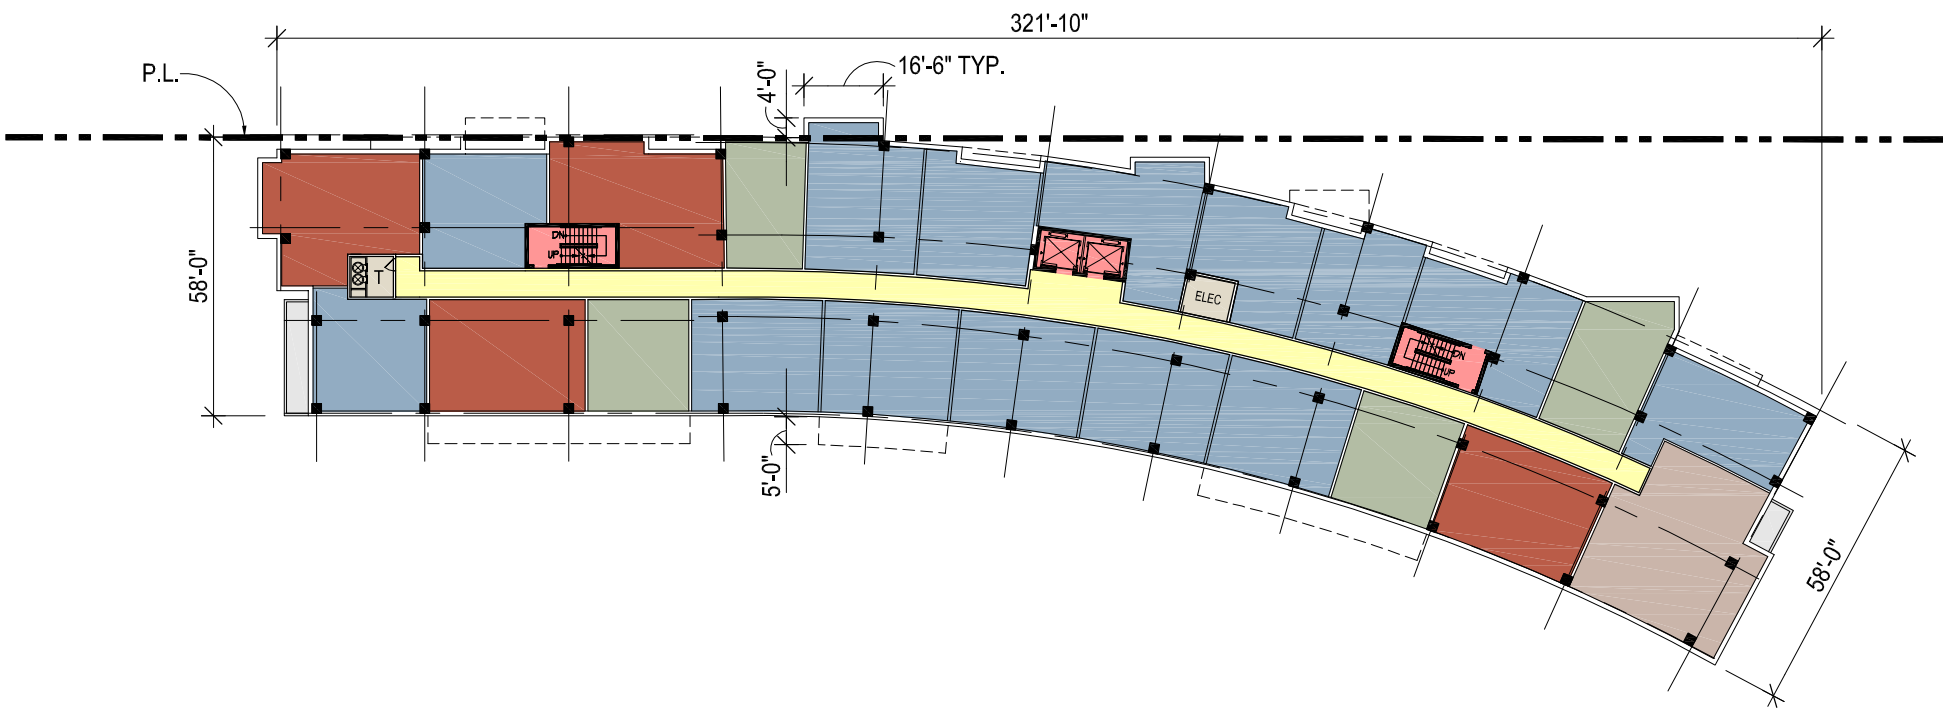 321'-10"
P.L.
4'-0"
16'-6" TYP.
58'-0"
DN
UP
T
ELEC
DN
UP
5'-0"
58'-0"